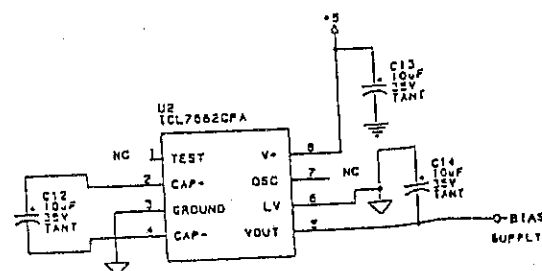 +5
C13
10uF
35V
TANT
U2
ICL7662CPA
NC
1
TEST
V+
8
2
CAP+
OSC
7
NC
3
GROUND
LV
6
4
CAP-
VOUT
C12
10uF
35V
TANT
C14
10uF
35V
TANT
-BIAS
SUPPLY